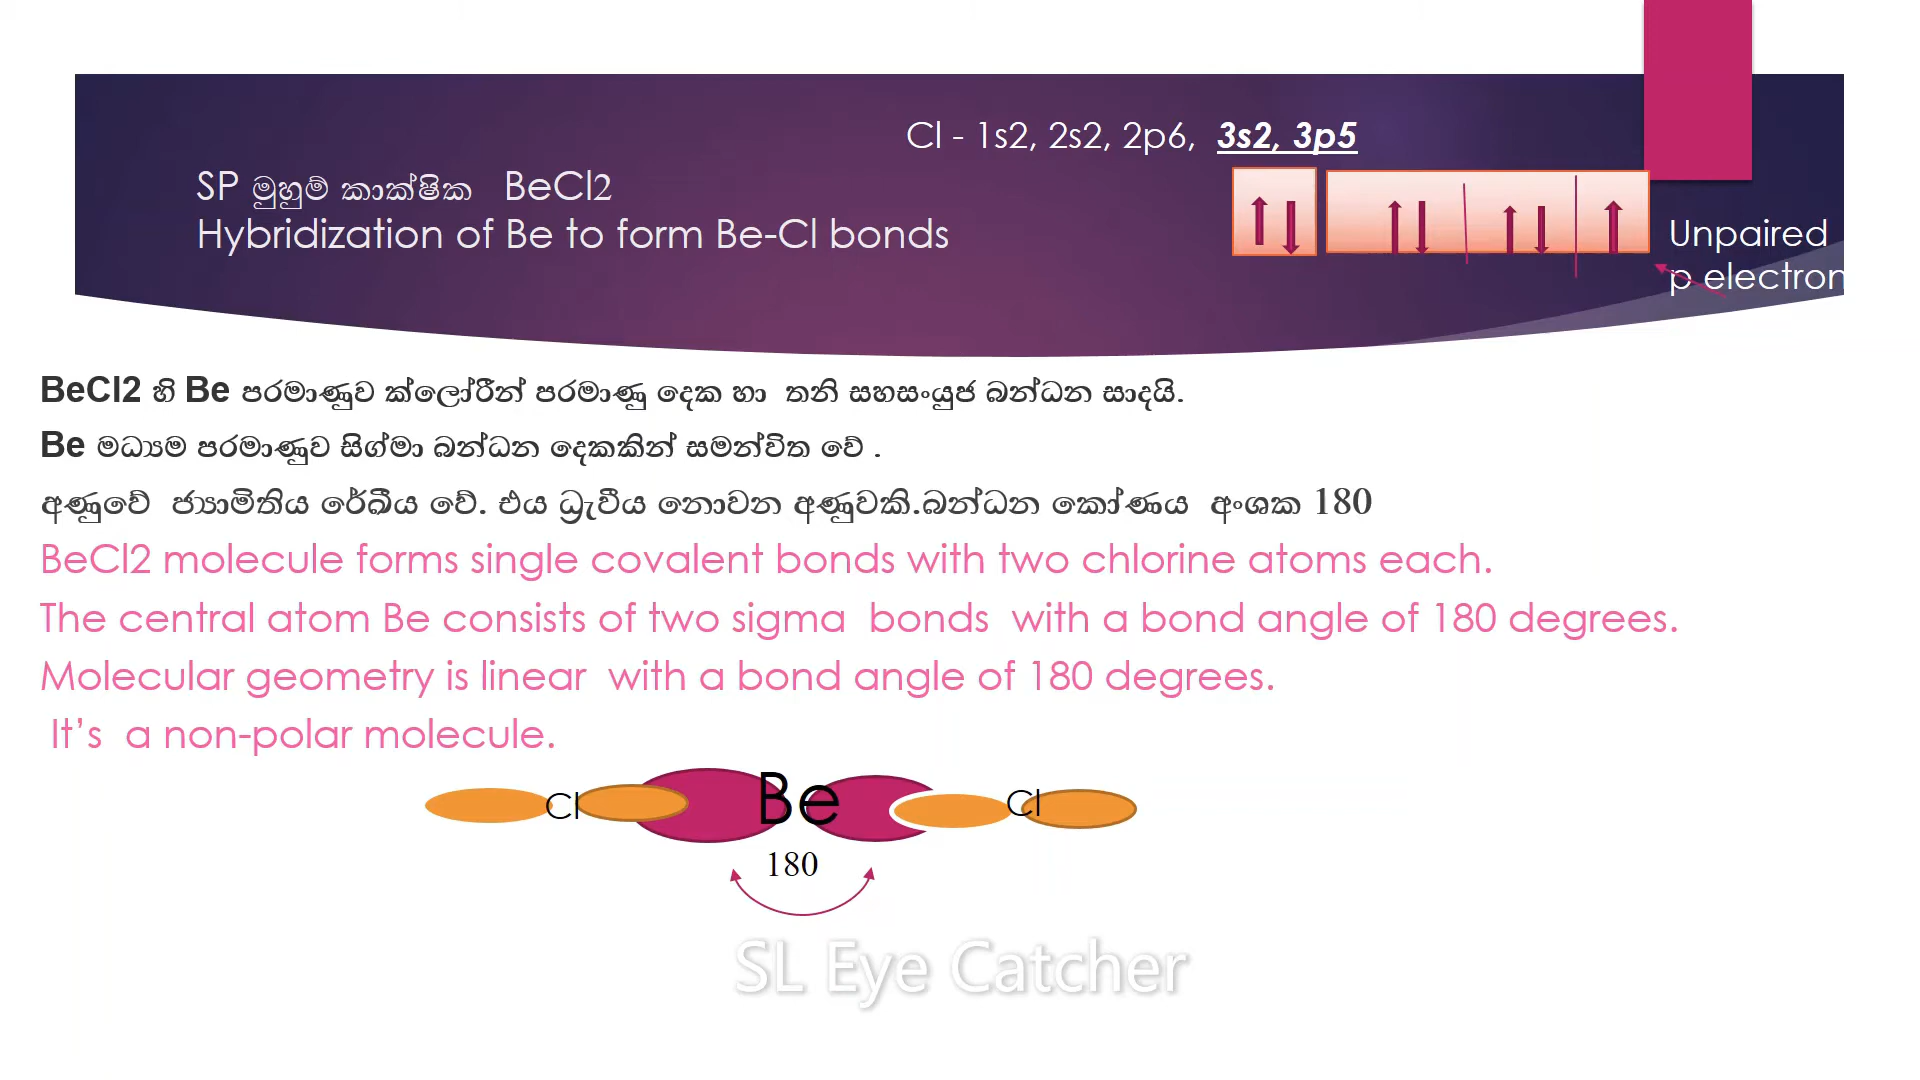 Cl - 1s2, 2s2, 2p6, 3s2, 3p5
SP මුහුම් කාක්ෂික BeCl2
Hybridization of Be to form Be-Cl bonds
Unpaired
p electron
BeCl2 හි Be පරමාණුව ක්ලෝරීන් පරමාණු දෙක හා තනි සහසංයුජ බන්ධන සාදයි.
Be මධ්‍යම පරමාණුව සිග්මා බන්ධන දෙකකින් සමන්විත වේ .
අණුවේ ජ්‍යාමිතිය රේඛීය වේ. එය ධ්‍රැවීය නොවන අණුවකි.බන්ධන කෝණය අංශක 180
BeCl2 molecule forms single covalent bonds with two chlorine atoms each.
The central atom Be consists of two sigma bonds with a bond angle of 180 degrees.
Molecular geometry is linear with a bond angle of 180 degrees.
It’s a non-polar molecule.
Cl Be Cl
180
SL Eye Catcher